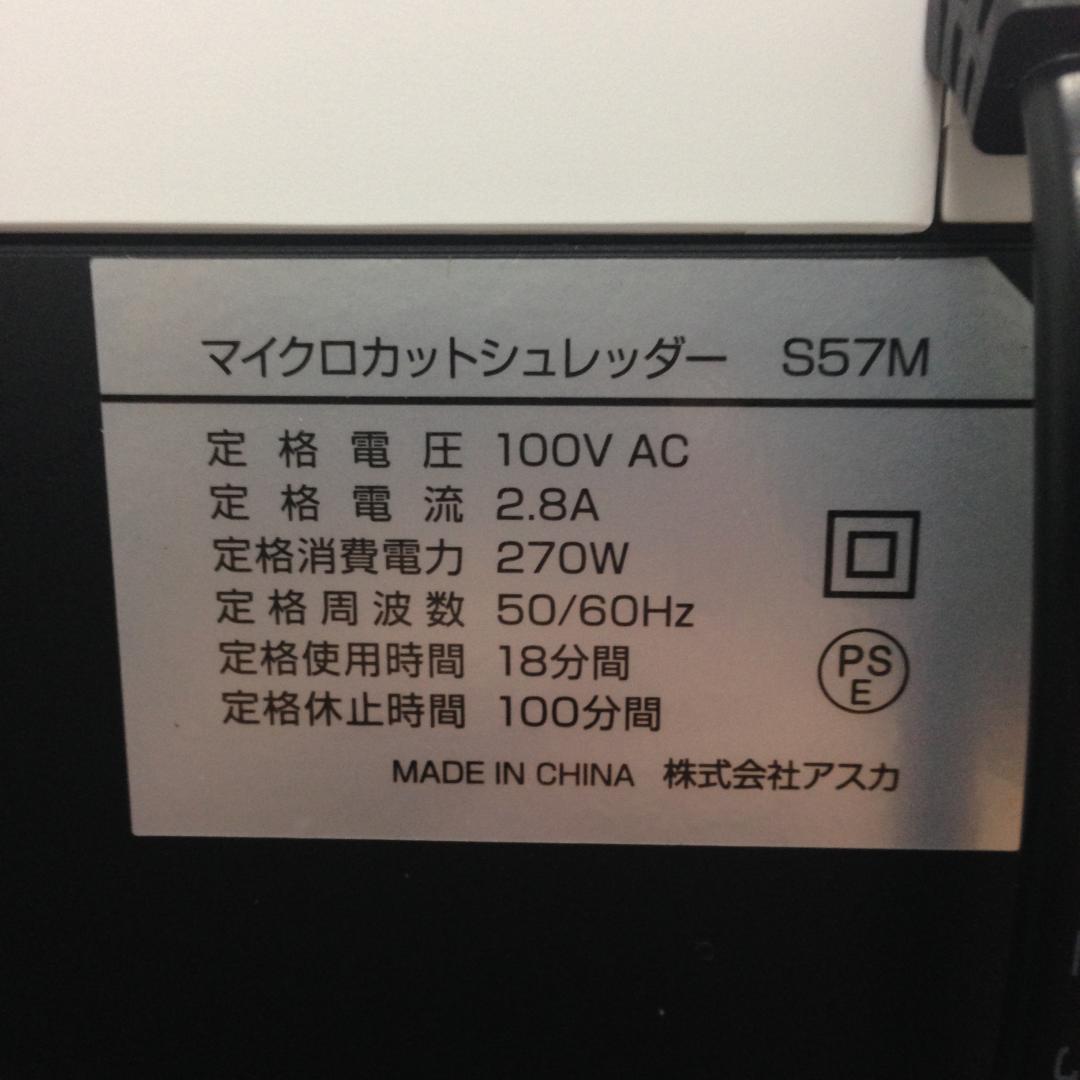 マイクロカットシュレッダー S57M
定格電圧 100V AC
定格電流 2.8A
定格消費電力 270W
定格周波数 50/60Hz
定格使用時間 18分間
定格休止時間 100分間
PS
E
MADE IN CHINA 株式会社アスカ